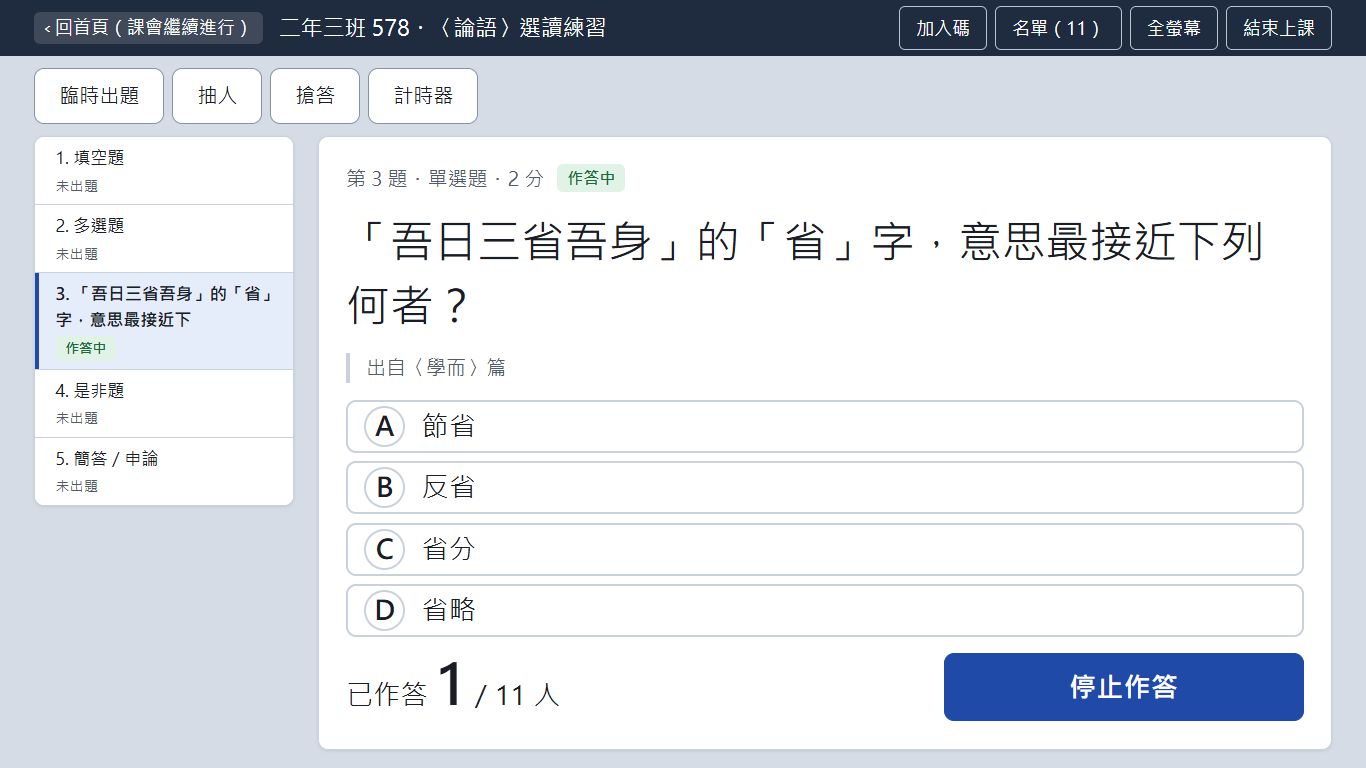 ‹ 回首頁（課會繼續進行）
二年三班 578 · 〈論語〉選讀練習
加入碼
名單（11）
全螢幕
結束上課
臨時出題
抽人
搶答
計時器
1. 填空題
未出題
2. 多選題
未出題
3.「吾日三省吾身」的「省」
字，意思最接近下
作答中
4. 是非題
未出題
5. 簡答 / 申論
未出題
第 3 題 · 單選題 · 2 分
作答中
「吾日三省吾身」的「省」字，意思最接近下列
何者？
出自〈學而〉篇
A 節省
B 反省
C 省分
D 省略
已作答 1 / 11 人
停止作答